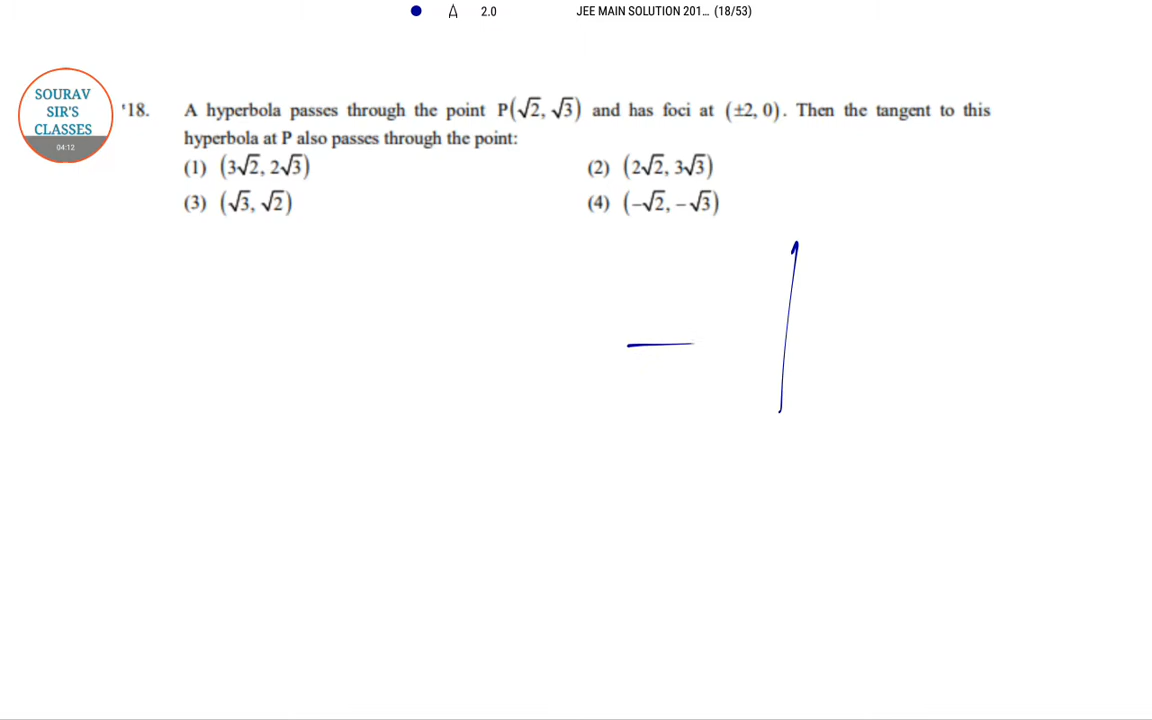 2.0 JEE MAIN SOLUTION 201… (18/53)
SOURAV
SIR'S
CLASSES
04:12
'18. A hyperbola passes through the point P(√2, √3) and has foci at (±2, 0). Then the tangent to this
hyperbola at P also passes through the point:
(1) (3√2, 2√3) (2) (2√2, 3√3)
(3) (√3, √2) (4) (−√2, −√3)